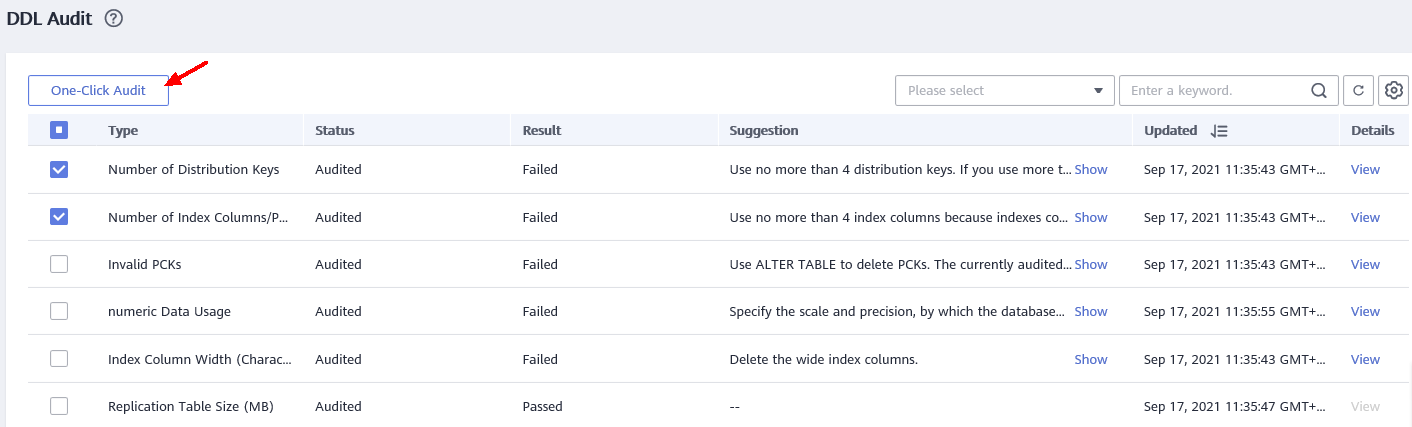 DDL Audit ?
One-Click Audit Please select Enter a keyword.
Type Status Result Suggestion Updated Details
Number of Distribution Keys Audited Failed Use no more than 4 distribution keys. If you use more t... Show Sep 17, 2021 11:35:43 GMT+... View
Number of Index Columns/P... Audited Failed Use no more than 4 index columns because indexes co... Show Sep 17, 2021 11:35:43 GMT+... View
Invalid PCKs Audited Failed Use ALTER TABLE to delete PCKs. The currently audited... Show Sep 17, 2021 11:35:43 GMT+... View
numeric Data Usage Audited Failed Specify the scale and precision, by which the database... Show Sep 17, 2021 11:35:55 GMT+... View
Index Column Width (Charac... Audited Failed Delete the wide index columns. Show Sep 17, 2021 11:35:43 GMT+... View
Replication Table Size (MB) Audited Passed -- Sep 17, 2021 11:35:47 GMT+... View